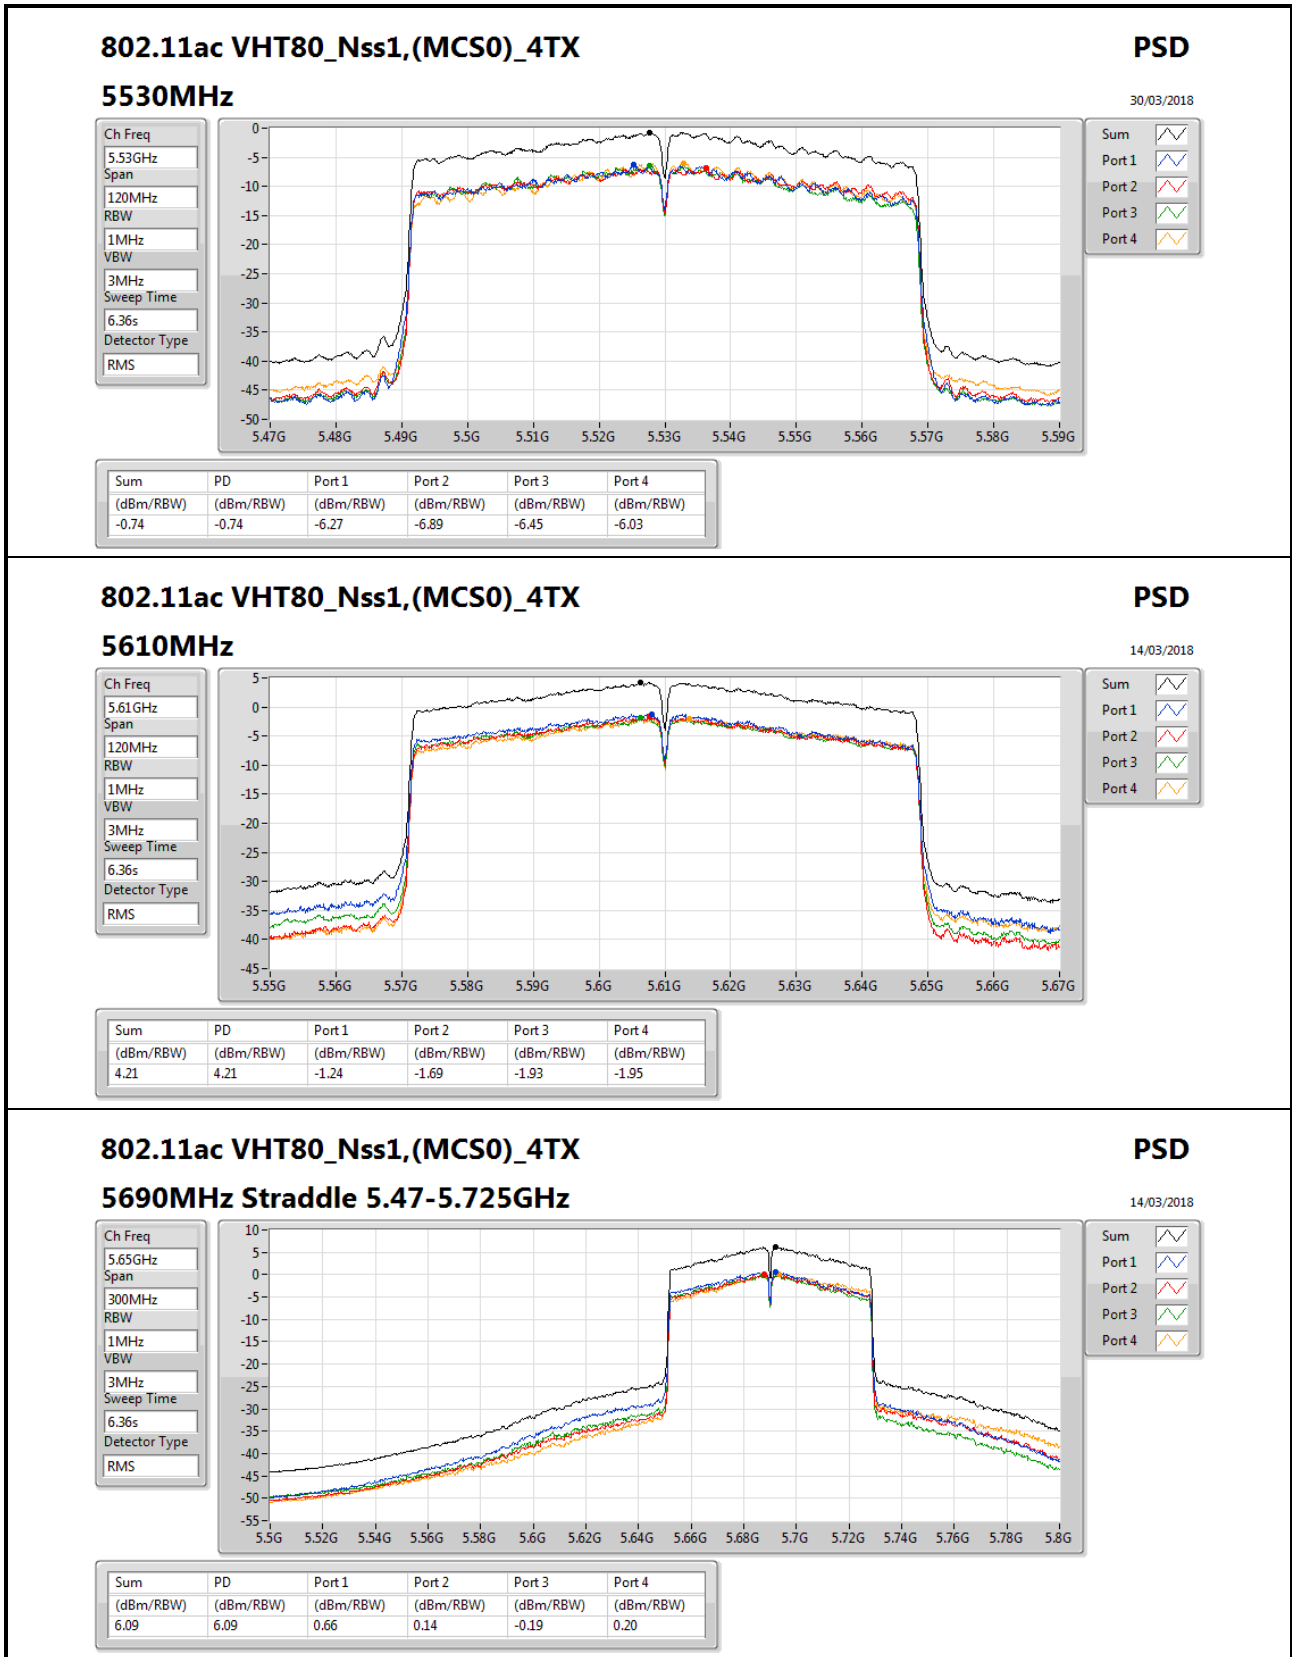 802.11ac VHT80_Nss1,(MCS0)_4TX PSD
5530MHz 30/03/2018
Ch Freq
5.53GHz
Span
120MHz
RBW
1MHz
VBW
3MHz
Sweep Time
6.36s
Detector Type
RMS
0
-5
-10
-15
-20
-25
-30
-35
-40
-45
-50
5.47G 5.48G 5.49G 5.5G 5.51G 5.52G 5.53G 5.54G 5.55G 5.56G 5.57G 5.58G 5.59G
Sum
Port 1
Port 2
Port 3
Port 4
Sum PD Port 1 Port 2 Port 3 Port 4
(dBm/RBW) (dBm/RBW) (dBm/RBW) (dBm/RBW) (dBm/RBW) (dBm/RBW)
-0.74 -0.74 -6.27 -6.89 -6.45 -6.03
802.11ac VHT80_Nss1,(MCS0)_4TX PSD
5610MHz 14/03/2018
Ch Freq
5.61GHz
Span
120MHz
RBW
1MHz
VBW
3MHz
Sweep Time
6.36s
Detector Type
RMS
5
0
-5
-10
-15
-20
-25
-30
-35
-40
-45
5.55G 5.56G 5.57G 5.58G 5.59G 5.6G 5.61G 5.62G 5.63G 5.64G 5.65G 5.66G 5.67G
Sum
Port 1
Port 2
Port 3
Port 4
Sum PD Port 1 Port 2 Port 3 Port 4
(dBm/RBW) (dBm/RBW) (dBm/RBW) (dBm/RBW) (dBm/RBW) (dBm/RBW)
4.21 4.21 -1.24 -1.69 -1.93 -1.95
802.11ac VHT80_Nss1,(MCS0)_4TX PSD
5690MHz Straddle 5.47-5.725GHz 14/03/2018
Ch Freq
5.65GHz
Span
300MHz
RBW
1MHz
VBW
3MHz
Sweep Time
6.36s
Detector Type
RMS
10
5
0
-5
-10
-15
-20
-25
-30
-35
-40
-45
-50
-55
5.5G 5.52G 5.54G 5.56G 5.58G 5.6G 5.62G 5.64G 5.66G 5.68G 5.7G 5.72G 5.74G 5.76G 5.78G 5.8G
Sum
Port 1
Port 2
Port 3
Port 4
Sum PD Port 1 Port 2 Port 3 Port 4
(dBm/RBW) (dBm/RBW) (dBm/RBW) (dBm/RBW) (dBm/RBW) (dBm/RBW)
6.09 6.09 0.66 0.14 -0.19 0.20